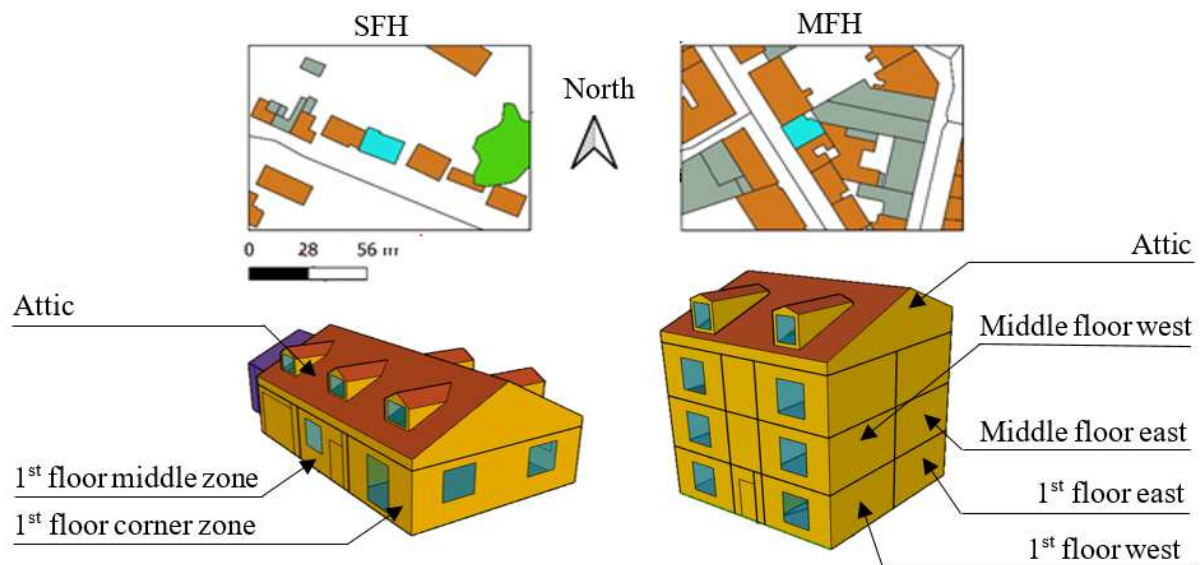 SFH
MFH
North
0 28 56 m
Attic
Attic
Middle floor west
Middle floor east
1st floor middle zone
1st floor corner zone
1st floor east
1st floor west